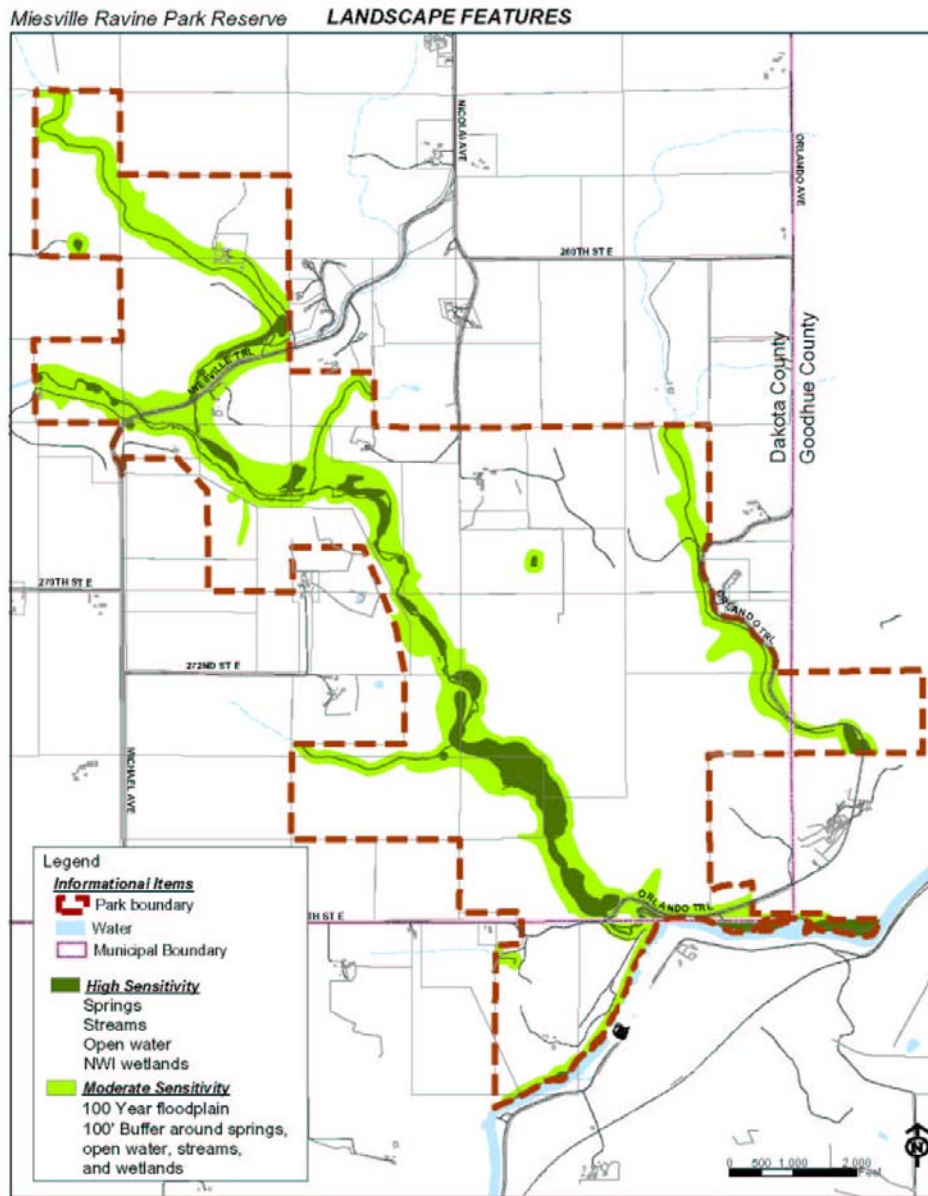 Miesville Ravine Park Reserve LANDSCAPE FEATURES
NICOLAI AVE
ORLANDO AVE
260TH ST E
Dakota County
Goodhue County
MIESVILLE TRL
270TH ST E
ORLANDO TRL
272ND ST E
MICHAEL AVE
ORLANDO TRL
TH ST E
Legend
Informational Items
Park boundary
Water
Municipal Boundary
High Sensitivity
Springs
Streams
Open water
NWI wetlands
Moderate Sensitivity
100 Year floodplain
100' Buffer around springs,
open water, streams,
and wetlands
N
0 500 1,000 2,000
Feet